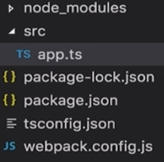 node_modules
src
TS app.ts
{} package-lock.json
{} package.json
tsconfig.json
JS webpack.config.js